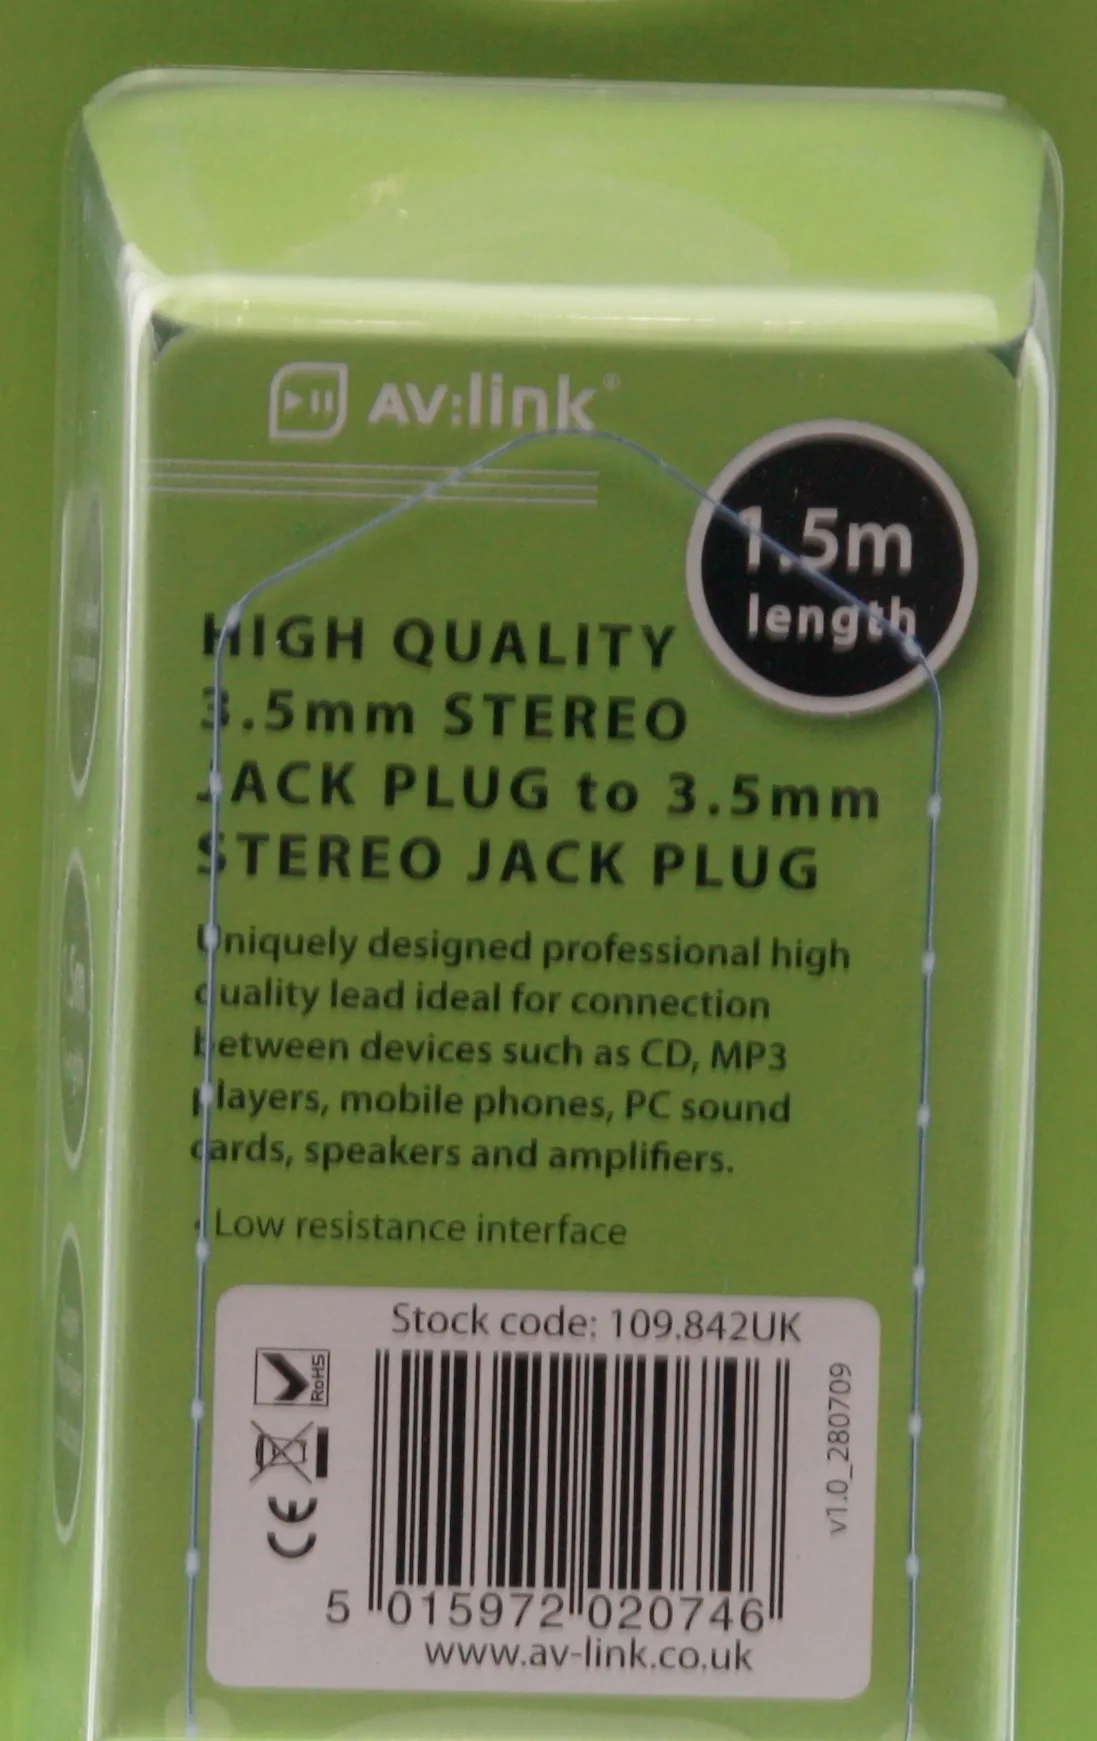 AV:link®
1.5m
length
HIGH QUALITY
3.5mm STEREO
JACK PLUG to 3.5mm
STEREO JACK PLUG
Uniquely designed professional high
quality lead ideal for connection
between devices such as CD, MP3
players, mobile phones, PC sound
cards, speakers and amplifiers.
• Low resistance interface
Stock code: 109.842UK
RoHS
CE
v1.0_280709
5 015972 020746
www.av-link.co.uk